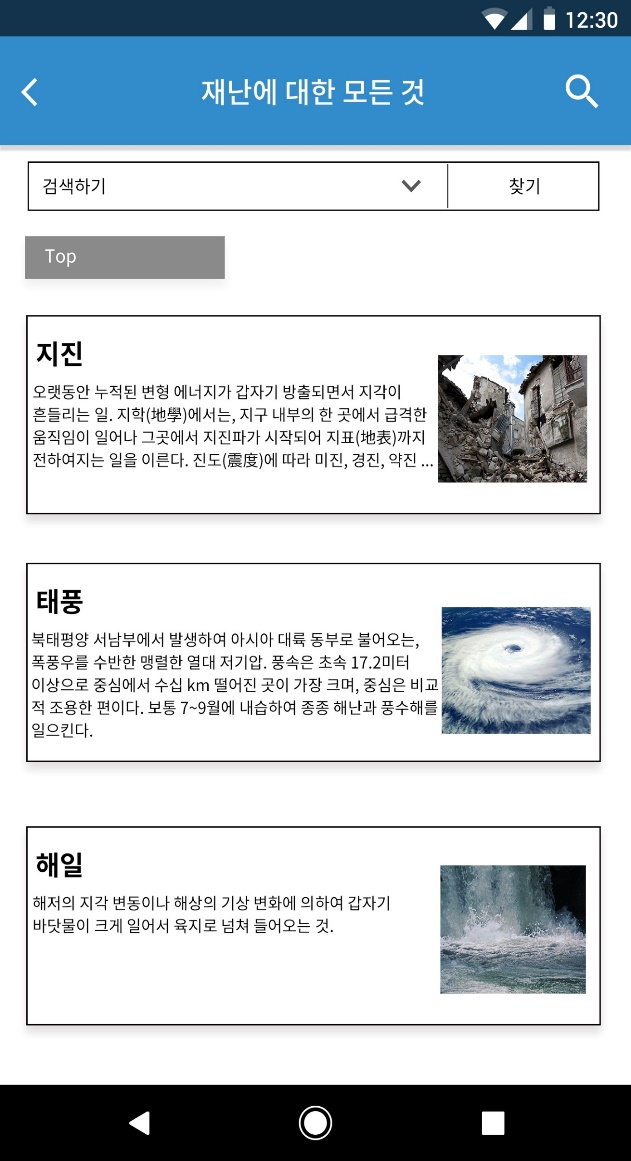 12:30
재난에 대한 모든 것
검색하기
찾기
Top
지진
오랫동안 누적된 변형 에너지가 갑자기 방출되면서 지각이
흔들리는 일. 지학(地學)에서는, 지구 내부의 한 곳에서 급격한
움직임이 일어나 그곳에서 지진파가 시작되어 지표(地表)까지
전하여지는 일을 이른다. 진도(震度)에 따라 미진, 경진, 약진 ...
태풍
북태평양 서남부에서 발생하여 아시아 대륙 동부로 불어오는,
폭풍우를 수반한 맹렬한 열대 저기압. 풍속은 초속 17.2미터
이상으로 중심에서 수십 km 떨어진 곳이 가장 크며, 중심은 비교
적 조용한 편이다. 보통 7~9월에 내습하여 종종 해난과 풍수해를
일으킨다.
해일
해저의 지각 변동이나 해상의 기상 변화에 의하여 갑자기
바닷물이 크게 일어서 육지로 넘쳐 들어오는 것.